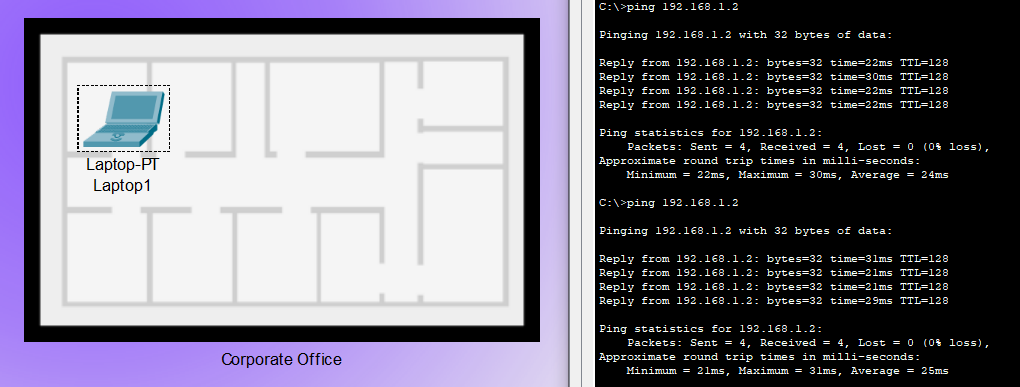 Laptop-PT
Laptop1
Corporate Office
C:\>ping 192.168.1.2
Pinging 192.168.1.2 with 32 bytes of data:
Reply from 192.168.1.2: bytes=32 time=22ms TTL=128
Reply from 192.168.1.2: bytes=32 time=30ms TTL=128
Reply from 192.168.1.2: bytes=32 time=22ms TTL=128
Reply from 192.168.1.2: bytes=32 time=22ms TTL=128
Ping statistics for 192.168.1.2:
Packets: Sent = 4, Received = 4, Lost = 0 (0% loss),
Approximate round trip times in milli-seconds:
Minimum = 22ms, Maximum = 30ms, Average = 24ms
C:\>ping 192.168.1.2
Pinging 192.168.1.2 with 32 bytes of data:
Reply from 192.168.1.2: bytes=32 time=31ms TTL=128
Reply from 192.168.1.2: bytes=32 time=21ms TTL=128
Reply from 192.168.1.2: bytes=32 time=21ms TTL=128
Reply from 192.168.1.2: bytes=32 time=29ms TTL=128
Ping statistics for 192.168.1.2:
Packets: Sent = 4, Received = 4, Lost = 0 (0% loss),
Approximate round trip times in milli-seconds:
Minimum = 21ms, Maximum = 31ms, Average = 25ms